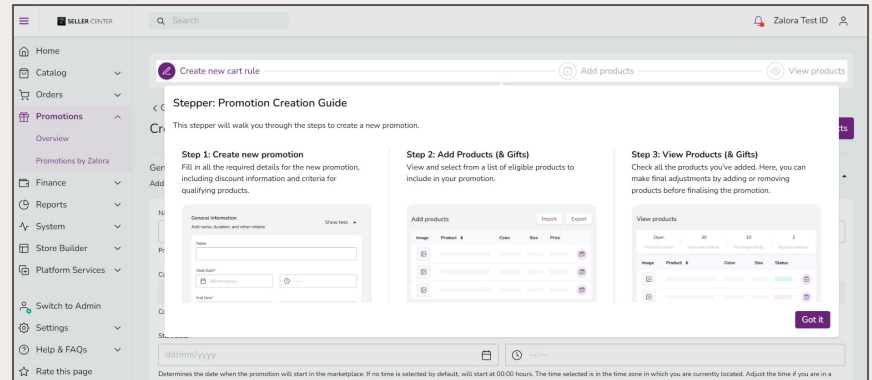 SELLER CENTER
Search
Zalora Test ID
Home
Catalog
Orders
Promotions
Overview
Promotions by Zalora
Finance
Reports
System
Store Builder
Platform Services
Switch to Admin
Settings
Help & FAQs
Rate this page
Create new cart rule
Add products
View products
Stepper: Promotion Creation Guide
This stepper will walk you through the steps to create a new promotion.
Step 1: Create new promotion
Fill in all the required details for the new promotion,
including discount information and criteria for
qualifying products.
General Information
Show less
Add name, duration, and other criteria
Name
Start Date*
dd/mm/yyyy
--:--
End Date*
Step 2: Add Products (& Gifts)
View and select from a list of eligible products to
include in your promotion.
Add products
Import
Export
Image Product Color Size Price
Step 3: View Products (& Gifts)
Check all the products you've added. Here, you can
make final adjustments by adding or removing
products before finalising the promotion.
View products
Open 20 10 2
Image Product Color Size Status
Got it
dd/mm/yyyy
--:--
Determines the date when the promotion will start in the marketplace. If no time is selected by default, will start at 00:00 hours. The time selected is in the time zone in which you are currently located. Adjust the time if you are in a